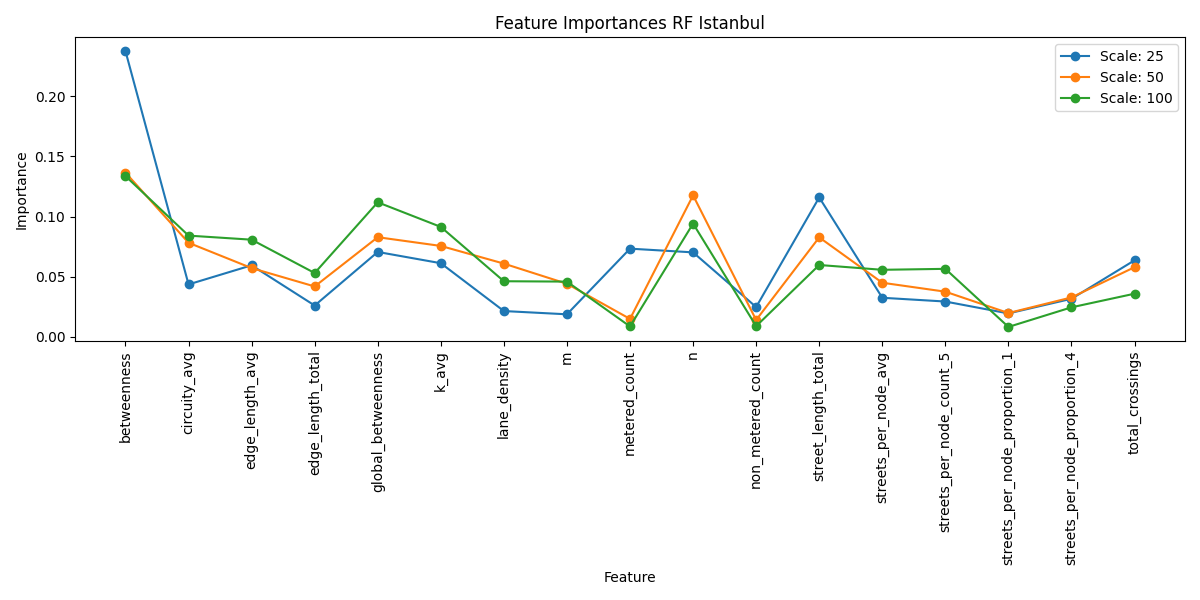 Feature Importances RF Istanbul
Scale: 25
Scale: 50
Scale: 100
Importance
0.20
0.15
0.10
0.05
0.00
betweenness
circuity_avg
edge_length_avg
edge_length_total
global_betweenness
k_avg
lane_density
m
metered_count
n
non_metered_count
street_length_total
streets_per_node_avg
streets_per_node_count_5
streets_per_node_proportion_1
streets_per_node_proportion_4
total_crossings
Feature